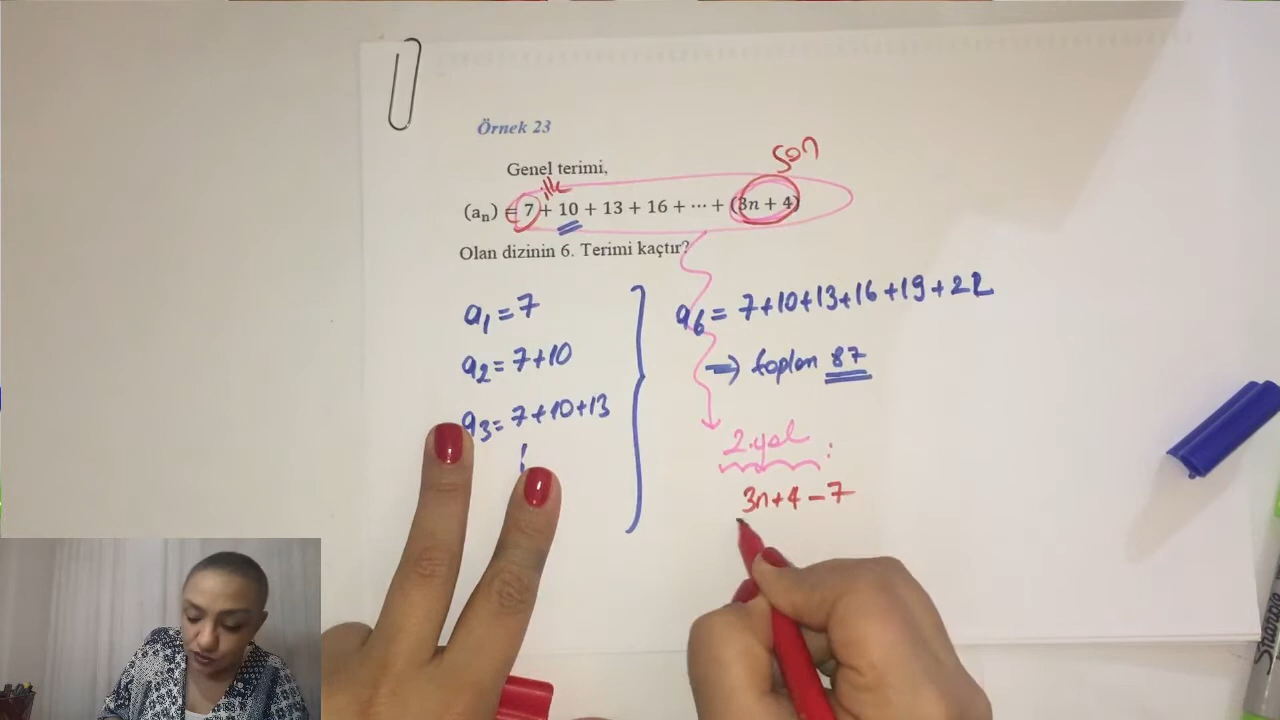 Örnek 23
son
Genel terimi,
ilk
(aₙ) = 7 + 10 + 13 + 16 + ⋯ + (3n + 4)
Olan dizinin 6. Terimi kaçtır?
a₁ = 7
a₂ = 7+10
a₃ = 7+10+13
a₆ = 7+10+13+16+19+22
→ toplam 87
2.yol :
3n+4-7
Sharpie